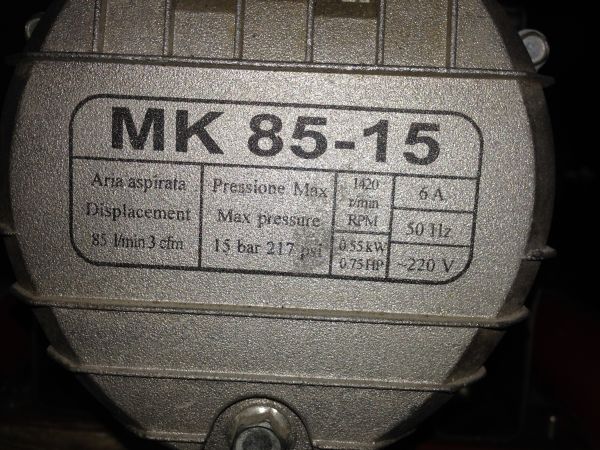 MK 85-15
Aria aspirata
Displacement
85 l/min 3 cfm
Pressione Max
Max pressure
15 bar 217 psi
1420
r/min
RPM
0.55 kW
0.75 HP
6 A
50 Hz
~220 V